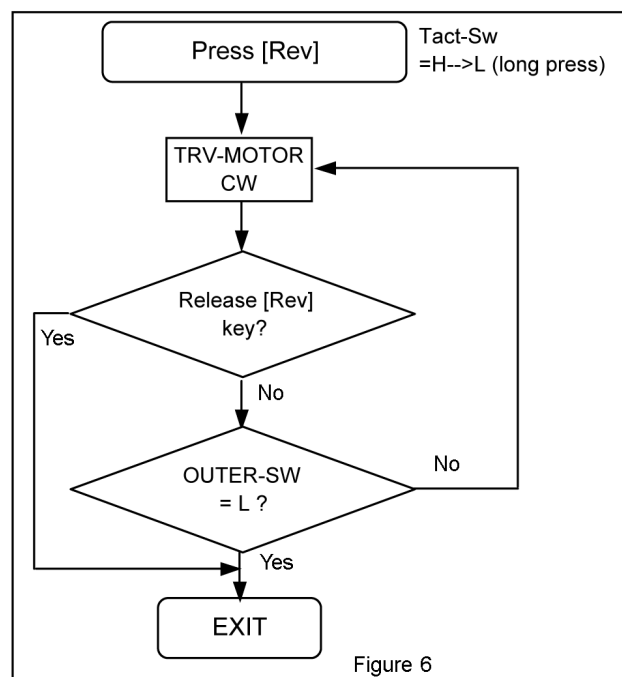 Press [Rev]
Tact-Sw
=H-->L (long press)
TRV-MOTOR
CW
Release [Rev]
key?
Yes
No
OUTER-SW
= L ?
No
Yes
EXIT
Figure 6